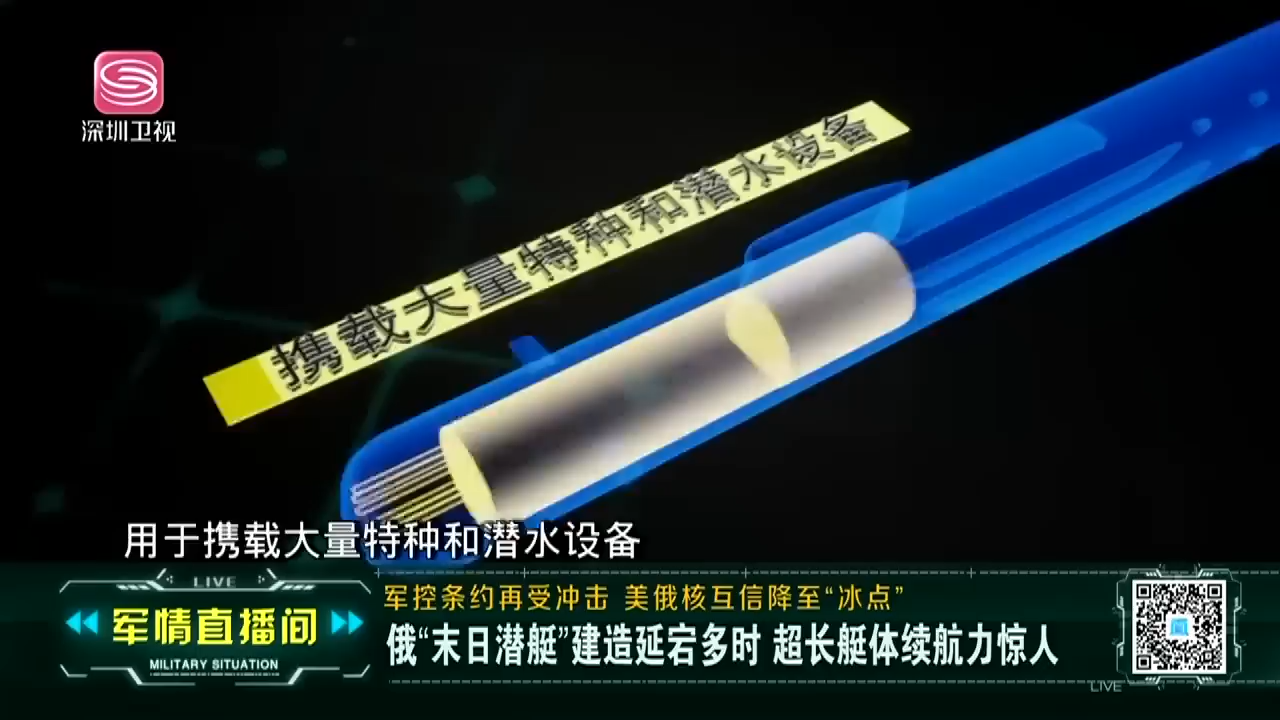 深圳卫视
携载大量特种和潜水设备
用于携载大量特种和潜水设备
LIVE
军情直播间
MILITARY SITUATION
军控条约再受冲击 美俄核互信降至“冰点”
俄“末日潜艇”建造延宕多时 超长艇体续航力惊人
LIVE